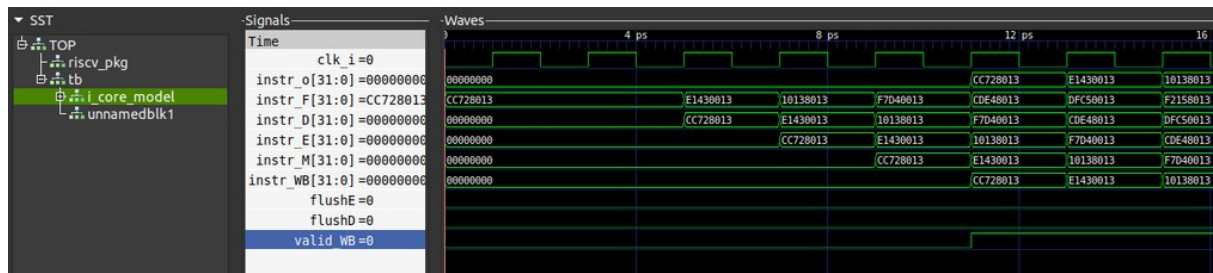 ▼ SST
TOP
riscv_pkg
tb
i_core_model
unnamedblk1
Signals
Time
clk_i=0
instr_o[31:0]=00000000
instr_F[31:0]=CC728013
instr_D[31:0]=00000000
instr_E[31:0]=00000000
instr_M[31:0]=00000000
instr_WB[31:0]=00000000
flushE=0
flushD=0
valid_WB=0
Waves
4 ps 8 ps 12 ps 16
00000000 CC728013 E1430013 10138013
CC728013 E1430013 10138013 F7D40013 CDE48013 DFC50013 F2158013
00000000 CC728013 E1430013 10138013 F7D40013 CDE48013 DFC50013
00000000 CC728013 E1430013 10138013 F7D40013 CDE48013
00000000 CC728013 E1430013 10138013 F7D40013
00000000 CC728013 E1430013 10138013